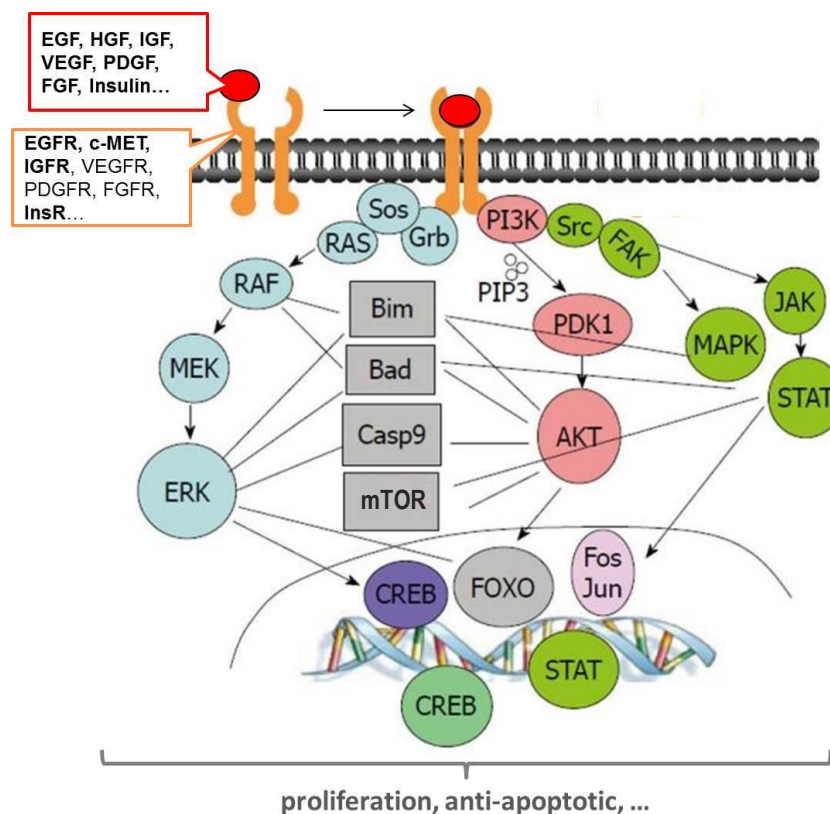 EGF, HGF, IGF,
VEGF, PDGF,
FGF, Insulin...
EGFR, c-MET,
IGFR, VEGFR,
PDGFR, FGFR,
InsR...
Sos
RAS
Grb
PI3K
Src
FAK
RAF
PIP3
JAK
Bim
PDK1
MAPK
MEK
Bad
STAT
Casp9
AKT
ERK
mTOR
Fos
Jun
CREB
FOXO
STAT
CREB
proliferation, anti-apoptotic, ...